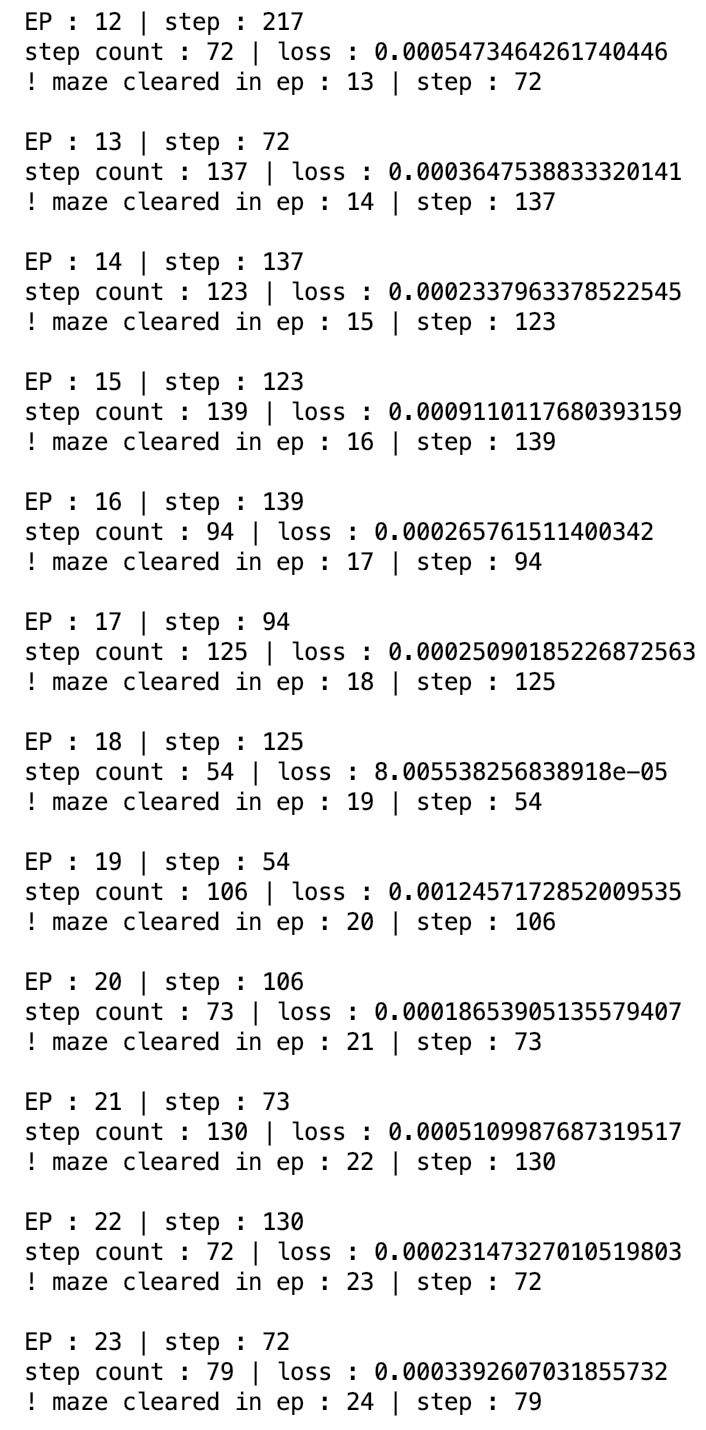 EP : 12 | step : 217
step count : 72 | loss : 0.0005473464261740446
! maze cleared in ep : 13 | step : 72
EP : 13 | step : 72
step count : 137 | loss : 0.0003647538833320141
! maze cleared in ep : 14 | step : 137
EP : 14 | step : 137
step count : 123 | loss : 0.0002337963378522545
! maze cleared in ep : 15 | step : 123
EP : 15 | step : 123
step count : 139 | loss : 0.0009110117680393159
! maze cleared in ep : 16 | step : 139
EP : 16 | step : 139
step count : 94 | loss : 0.000265761511400342
! maze cleared in ep : 17 | step : 94
EP : 17 | step : 94
step count : 125 | loss : 0.00025090185226872563
! maze cleared in ep : 18 | step : 125
EP : 18 | step : 125
step count : 54 | loss : 8.005538256838918e-05
! maze cleared in ep : 19 | step : 54
EP : 19 | step : 54
step count : 106 | loss : 0.0012457172852009535
! maze cleared in ep : 20 | step : 106
EP : 20 | step : 106
step count : 73 | loss : 0.00018653905135579407
! maze cleared in ep : 21 | step : 73
EP : 21 | step : 73
step count : 130 | loss : 0.0005109987687319517
! maze cleared in ep : 22 | step : 130
EP : 22 | step : 130
step count : 72 | loss : 0.00023147327010519803
! maze cleared in ep : 23 | step : 72
EP : 23 | step : 72
step count : 79 | loss : 0.0003392607031855732
! maze cleared in ep : 24 | step : 79